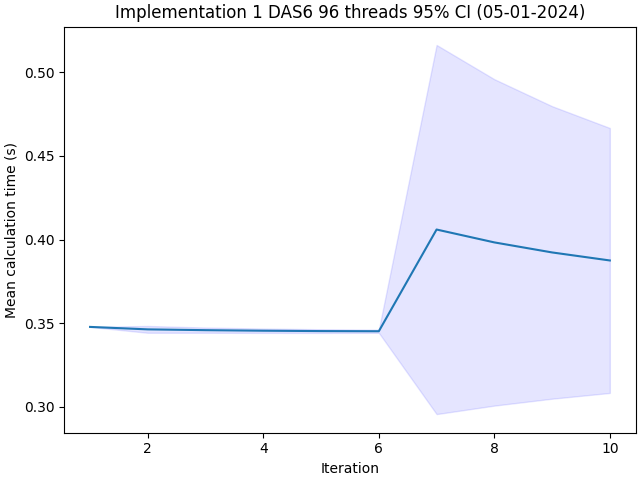 Implementation 1 DAS6 96 threads 95% CI (05-01-2024)
Mean calculation time (s)
0.50
0.45
0.40
0.35
0.30
2 4 6 8 10
Iteration